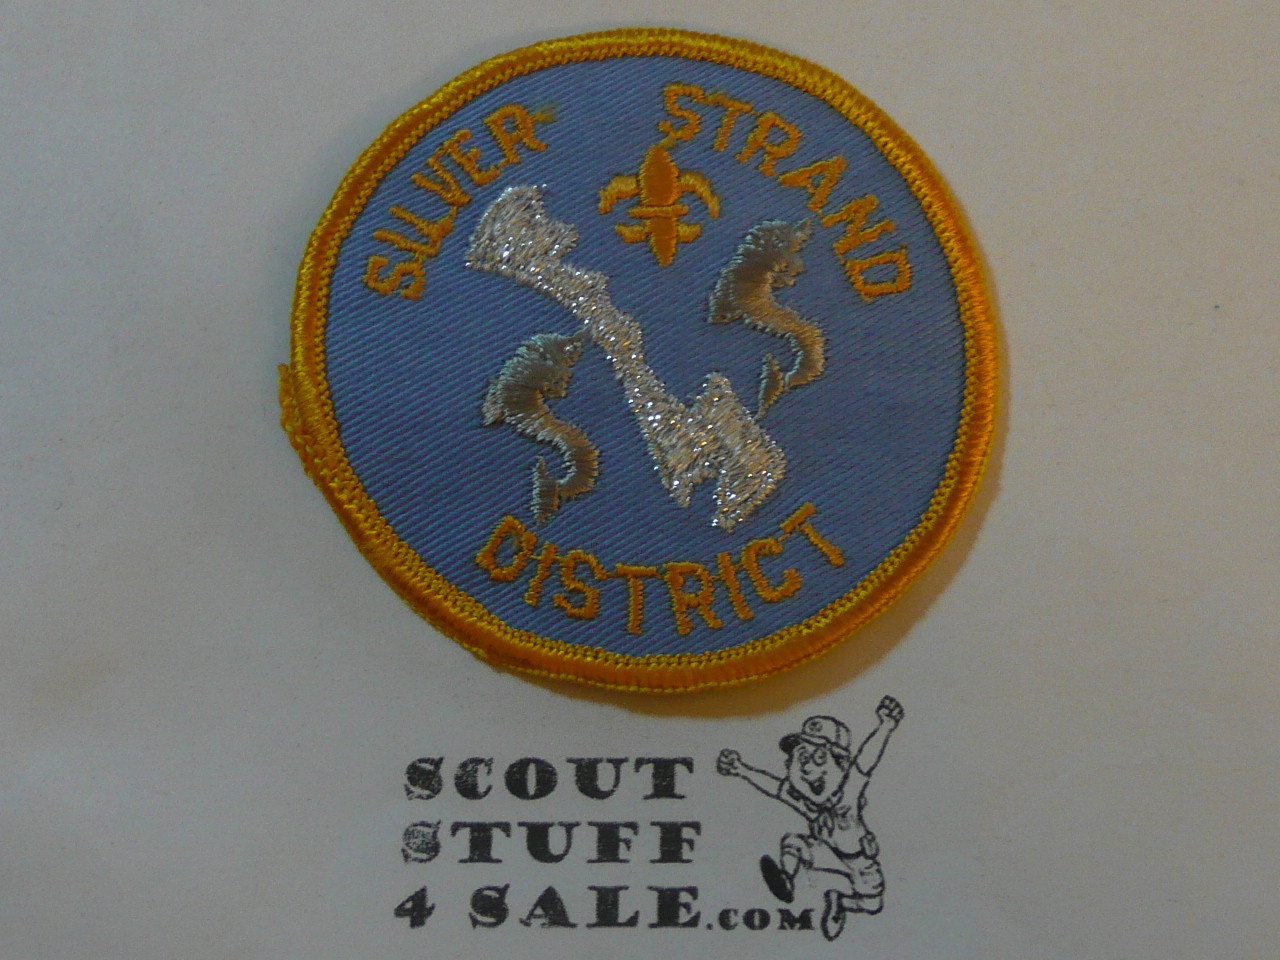 SILVER STRAND
DISTRICT
SCOUT
STUFF
4 SALE.COM